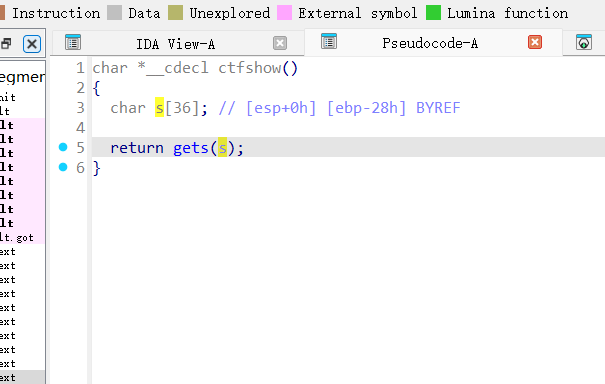 Instruction Data Unexplored External symbol Lumina function
IDA View-A Pseudocode-A
egmer
1 char *__cdecl ctfshow()
2 {
3 char s[36]; // [esp+0h] [ebp-28h] BYREF
4
5 return gets(s);
6 }
nit
lt
lt
lt
lt
lt
lt
lt
lt
lt
lt.got
ext
ext
ext
ext
ext
ext
ext
ext
ext
ext